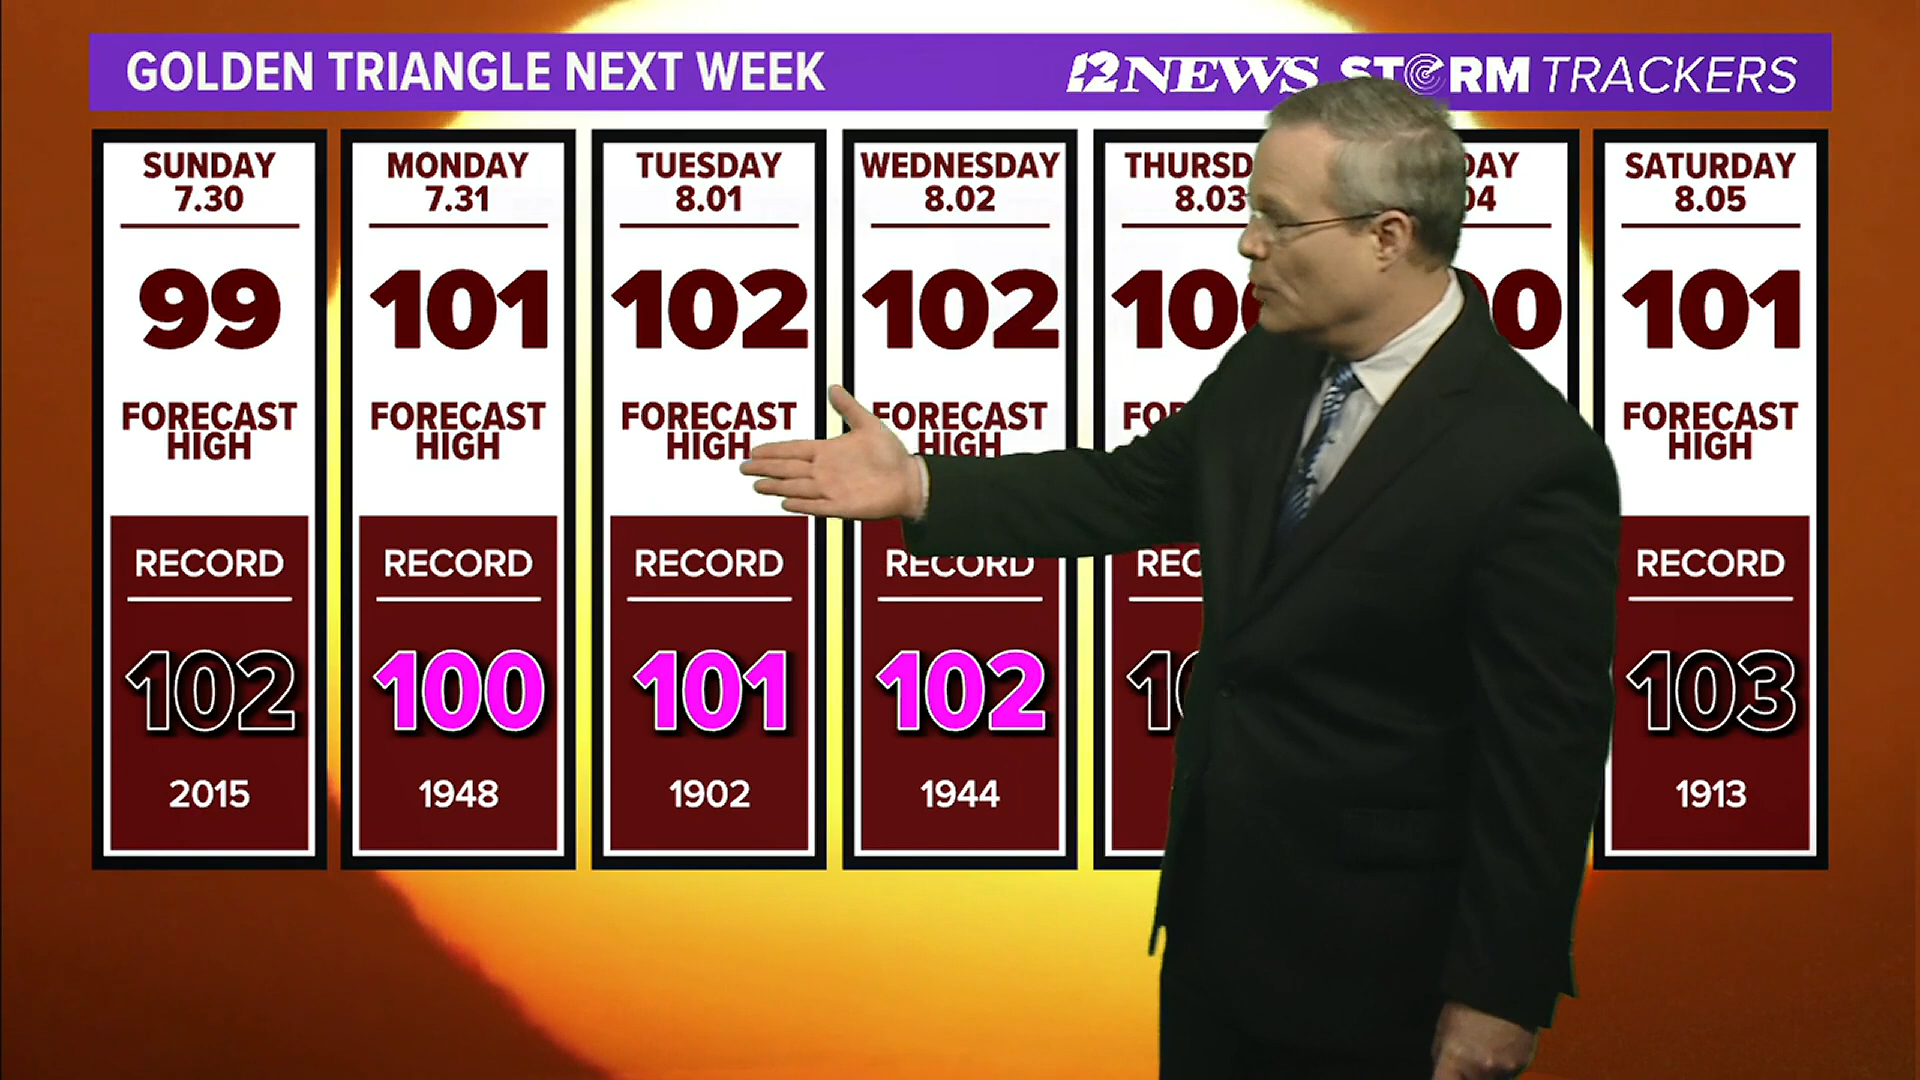 GOLDEN TRIANGLE NEXT WEEK
12NEWS STORM TRACKERS
SUNDAY
7.30
99
FORECAST
HIGH
RECORD
102
2015
MONDAY
7.31
101
FORECAST
HIGH
RECORD
100
1948
TUESDAY
8.01
102
FORECAST
HIGH
RECORD
101
1902
WEDNESDAY
8.02
102
FORECAST
HIGH
RECORD
102
1944
THURSD
8.03
SATURDAY
8.05
101
FORECAST
HIGH
RECORD
103
1913